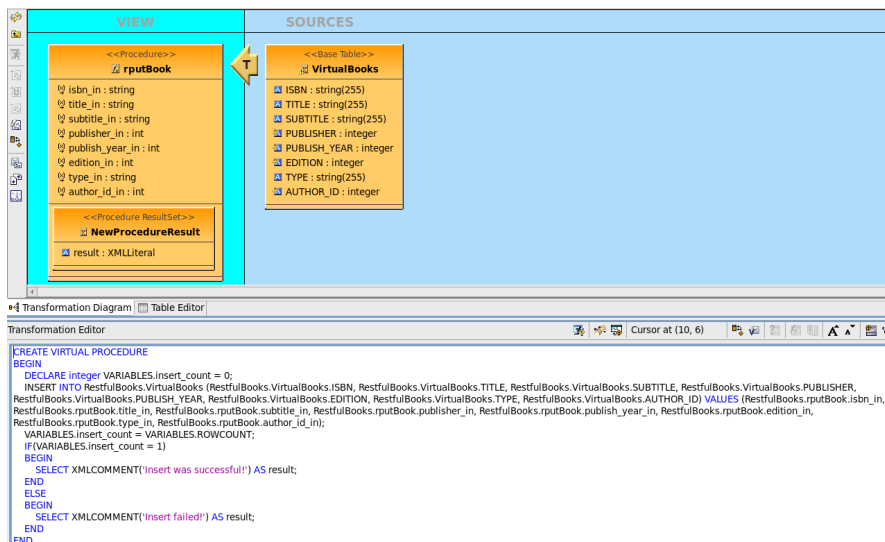 VIEW
SOURCES
<<Procedure>>
rputBook
isbn_in : string
title_in : string
subtitle_in : string
publisher_in : int
publish_year_in : int
edition_in : int
type_in : string
author_id_in : int
<<Procedure ResultSet>>
NewProcedureResult
result : XMLLiteral
T
<<Base Table>>
VirtualBooks
ISBN : string(255)
TITLE : string(255)
SUBTITLE : string(255)
PUBLISHER : integer
PUBLISH_YEAR : integer
EDITION : integer
TYPE : string(255)
AUTHOR_ID : integer
Transformation Diagram Table Editor
Transformation Editor Cursor at (10, 6)
CREATE VIRTUAL PROCEDURE
BEGIN
DECLARE integer VARIABLES.insert_count = 0;
INSERT INTO RestfulBooks.VirtualBooks (RestfulBooks.VirtualBooks.ISBN, RestfulBooks.VirtualBooks.TITLE, RestfulBooks.VirtualBooks.SUBTITLE, RestfulBooks.VirtualBooks.PUBLISHER,
RestfulBooks.VirtualBooks.PUBLISH_YEAR, RestfulBooks.VirtualBooks.EDITION, RestfulBooks.VirtualBooks.TYPE, RestfulBooks.VirtualBooks.AUTHOR_ID) VALUES (RestfulBooks.rputBook.isbn_in,
RestfulBooks.rputBook.title_in, RestfulBooks.rputBook.subtitle_in, RestfulBooks.rputBook.publisher_in, RestfulBooks.rputBook.publish_year_in, RestfulBooks.rputBook.edition_in,
RestfulBooks.rputBook.type_in, RestfulBooks.rputBook.author_id_in);
VARIABLES.insert_count = VARIABLES.ROWCOUNT;
IF(VARIABLES.insert_count = 1)
BEGIN
SELECT XMLCOMMENT('Insert was successful!') AS result;
END
ELSE
BEGIN
SELECT XMLCOMMENT('Insert failed!') AS result;
END
END